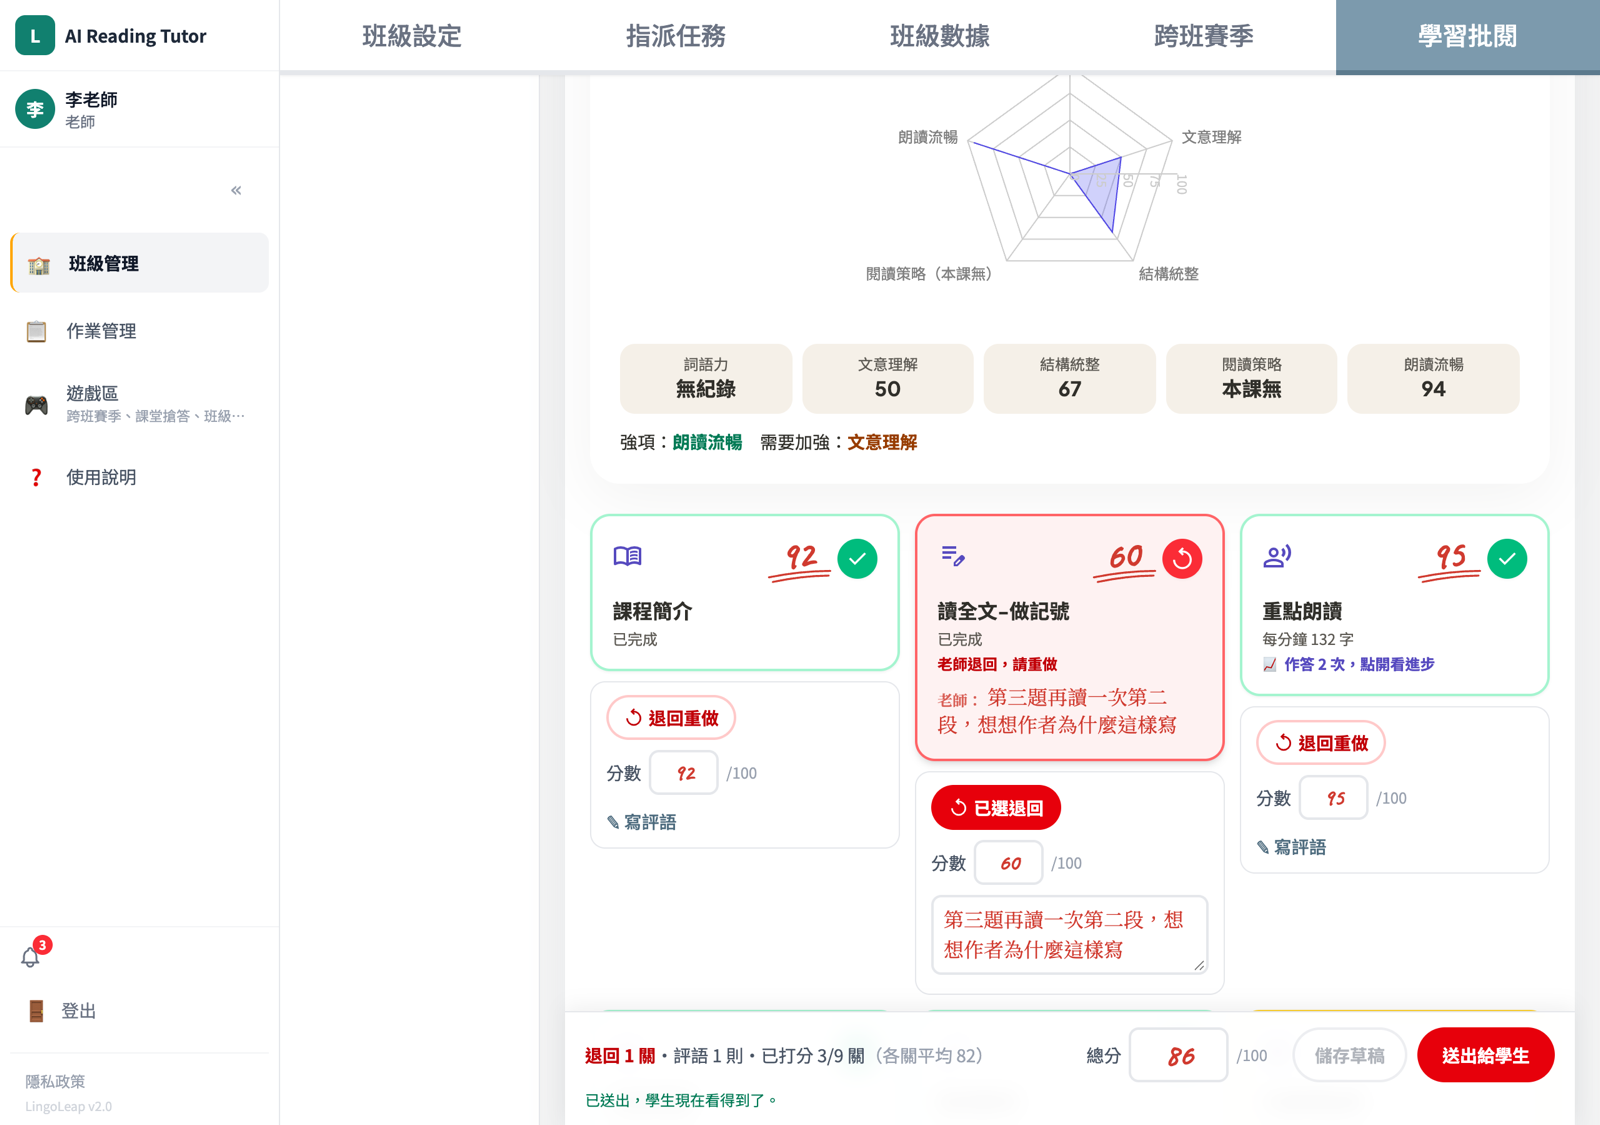 L AI Reading Tutor
李 李老師
老師
«
班級管理
作業管理
遊戲區
跨班賽季、課堂搶答、班級…
使用說明
3
登出
隱私政策
LingoLeap v2.0
班級設定 指派任務 班級數據 跨班賽季 學習批閱
朗讀流暢 文意理解
25 50 75 100
閱讀策略（本課無） 結構統整
詞語力 文意理解 結構統整 閱讀策略 朗讀流暢
無紀錄 50 67 本課無 94
強項：朗讀流暢 需要加強：文意理解
92
課程簡介
已完成
退回重做
分數 92 /100
✎ 寫評語
60
讀全文-做記號
已完成
老師退回，請重做
老師： 第三題再讀一次第二
段，想想作者為什麼這樣寫
已選退回
分數 60 /100
第三題再讀一次第二段，想
想作者為什麼這樣寫
95
重點朗讀
每分鐘 132 字
作答 2 次，點開看進步
退回重做
分數 95 /100
✎ 寫評語
退回 1 關・評語 1 則・已打分 3/9 關（各關平均 82） 總分 86 /100 儲存草稿 送出給學生
已送出，學生現在看得到了。